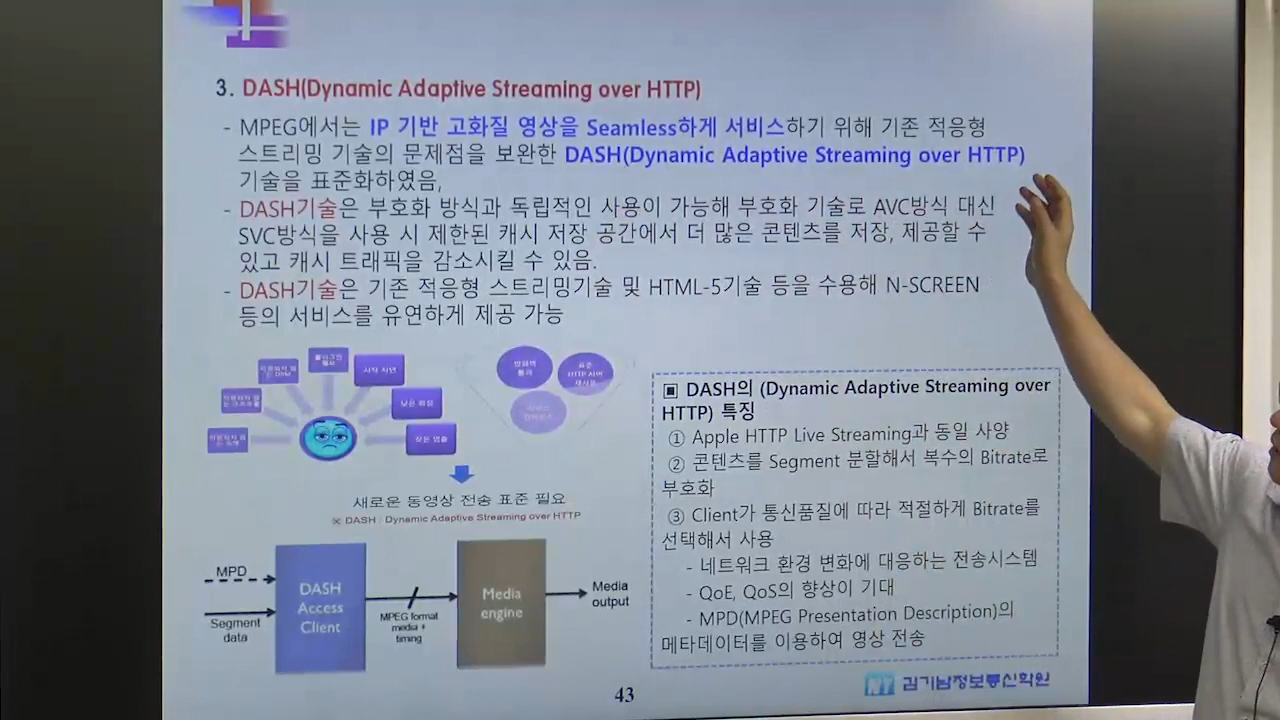 3. DASH(Dynamic Adaptive Streaming over HTTP)
- MPEG에서는 IP 기반 고화질 영상을 Seamless하게 서비스하기 위해 기존 적응형
스트리밍 기술의 문제점을 보완한 DASH(Dynamic Adaptive Streaming over HTTP)
기술을 표준화하였음,
- DASH기술은 부호화 방식과 독립적인 사용이 가능해 부호화 기술로 AVC방식 대신
SVC방식을 사용 시 제한된 캐시 저장 공간에서 더 많은 콘텐츠를 저장, 제공할 수
있고 캐시 트래픽을 감소시킬 수 있음.
- DASH기술은 기존 적응형 스트리밍기술 및 HTML-5기술 등을 수용해 N-SCREEN
등의 서비스를 유연하게 제공 가능
시작 지연
방화벽
통과
표준
HTTP 서버
재사용
새로운 동영상 전송 표준 필요
※ DASH : Dynamic Adaptive Streaming over HTTP
MPD
Segment
data
DASH
Access
Client
MPEG format
media +
timing
Media
engine
Media
output
▣ DASH의 (Dynamic Adaptive Streaming over
HTTP) 특징
① Apple HTTP Live Streaming과 동일 사양
② 콘텐츠를 Segment 분할해서 복수의 Bitrate로
부호화
③ Client가 통신품질에 따라 적절하게 Bitrate를
선택해서 사용
- 네트워크 환경 변화에 대응하는 전송시스템
- QoE, QoS의 향상이 기대
- MPD(MPEG Presentation Description)의
메타데이터를 이용하여 영상 전송
43
NY 김기남정보통신학원